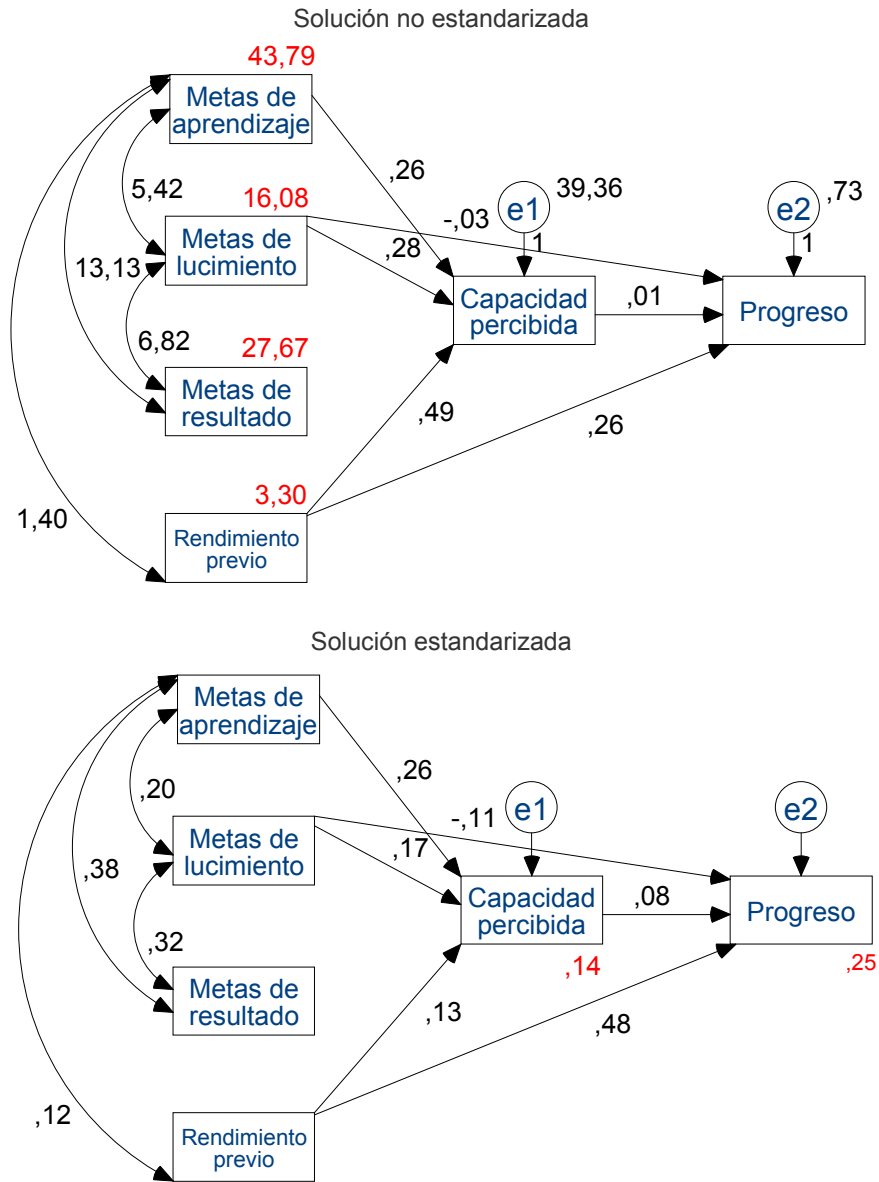 Solución no estandarizada
43,79
Metas de
aprendizaje
,26
5,42
16,08
Metas de
lucimiento
-,03
,28
e1
39,36
1
e2
,73
1
13,13
Capacidad
percibida
,01
Progreso
6,82
27,67
Metas de
resultado
,49
,26
3,30
1,40
Rendimiento
previo
Solución estandarizada
Metas de
aprendizaje
,26
,20
e1
e2
Metas de
lucimiento
-,11
,17
,38
Capacidad
percibida
,08
Progreso
,32
,14
,25
Metas de
resultado
,13
,48
,12
Rendimiento
previo